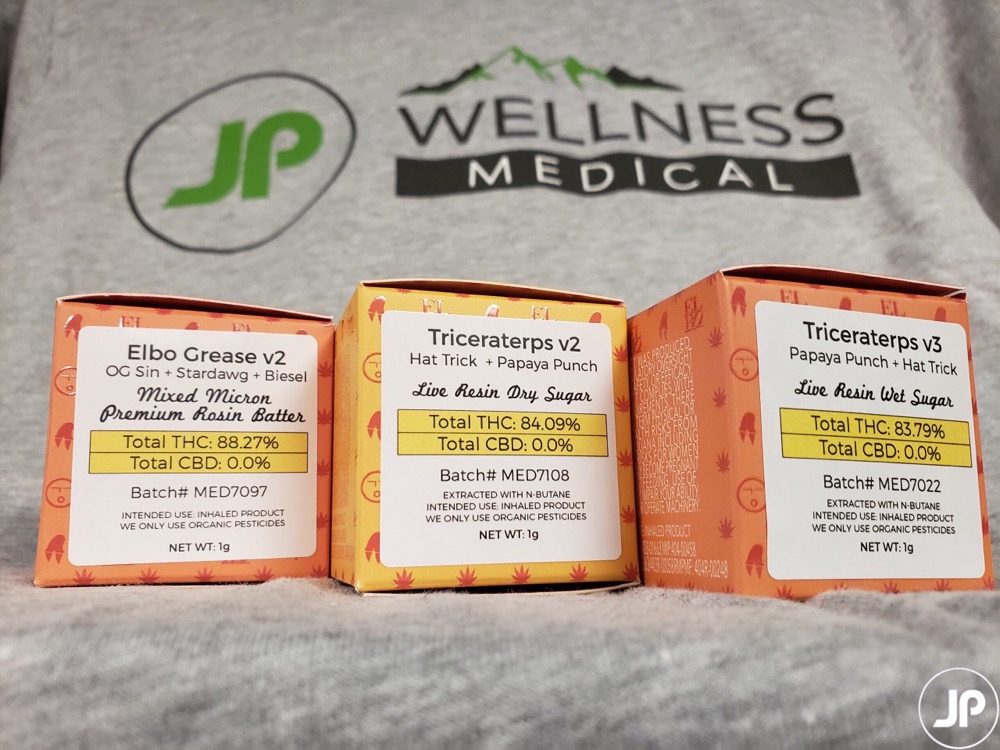 JP
WELLNESS
MEDICAL
Elbo Grease v2
OG Sin + Stardawg + Biesel
Mixed Micron
Premium Rosin Batter
Total THC: 88.27%
Total CBD: 0.0%
Batch# MED7097
INTENDED USE: INHALED PRODUCT
WE ONLY USE ORGANIC PESTICIDES
NET WT: 1g
Triceraterps v2
Hat Trick + Papaya Punch
Live Resin Dry Sugar
Total THC: 84.09%
Total CBD: 0.0%
Batch# MED7108
EXTRACTED WITH N-BUTANE
INTENDED USE: INHALED PRODUCT
WE ONLY USE ORGANIC PESTICIDES
NET WT: 1g
Triceraterps v3
Papaya Punch + Hat Trick
Live Resin Wet Sugar
Total THC: 83.79%
Total CBD: 0.0%
Batch# MED7022
EXTRACTED WITH N-BUTANE
INTENDED USE: INHALED PRODUCT
WE ONLY USE ORGANIC PESTICIDES
NET WT: 1g
INHALED PRODUCT
JP